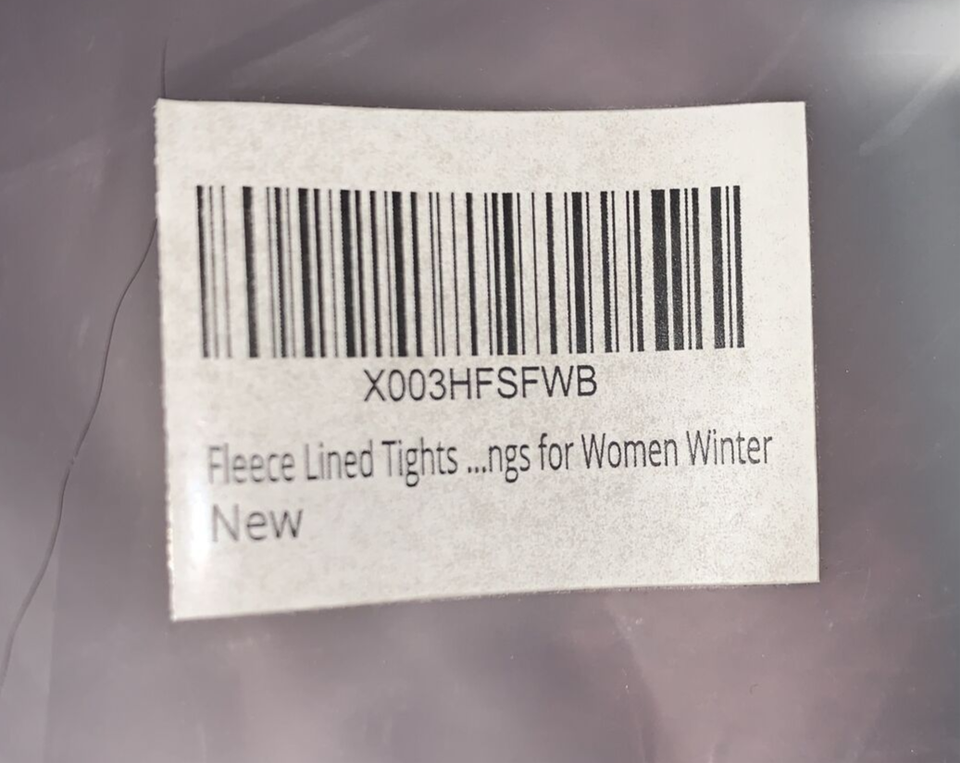 X003HFSFWB
Fleece Lined Tights ...ngs for Women Winter
New